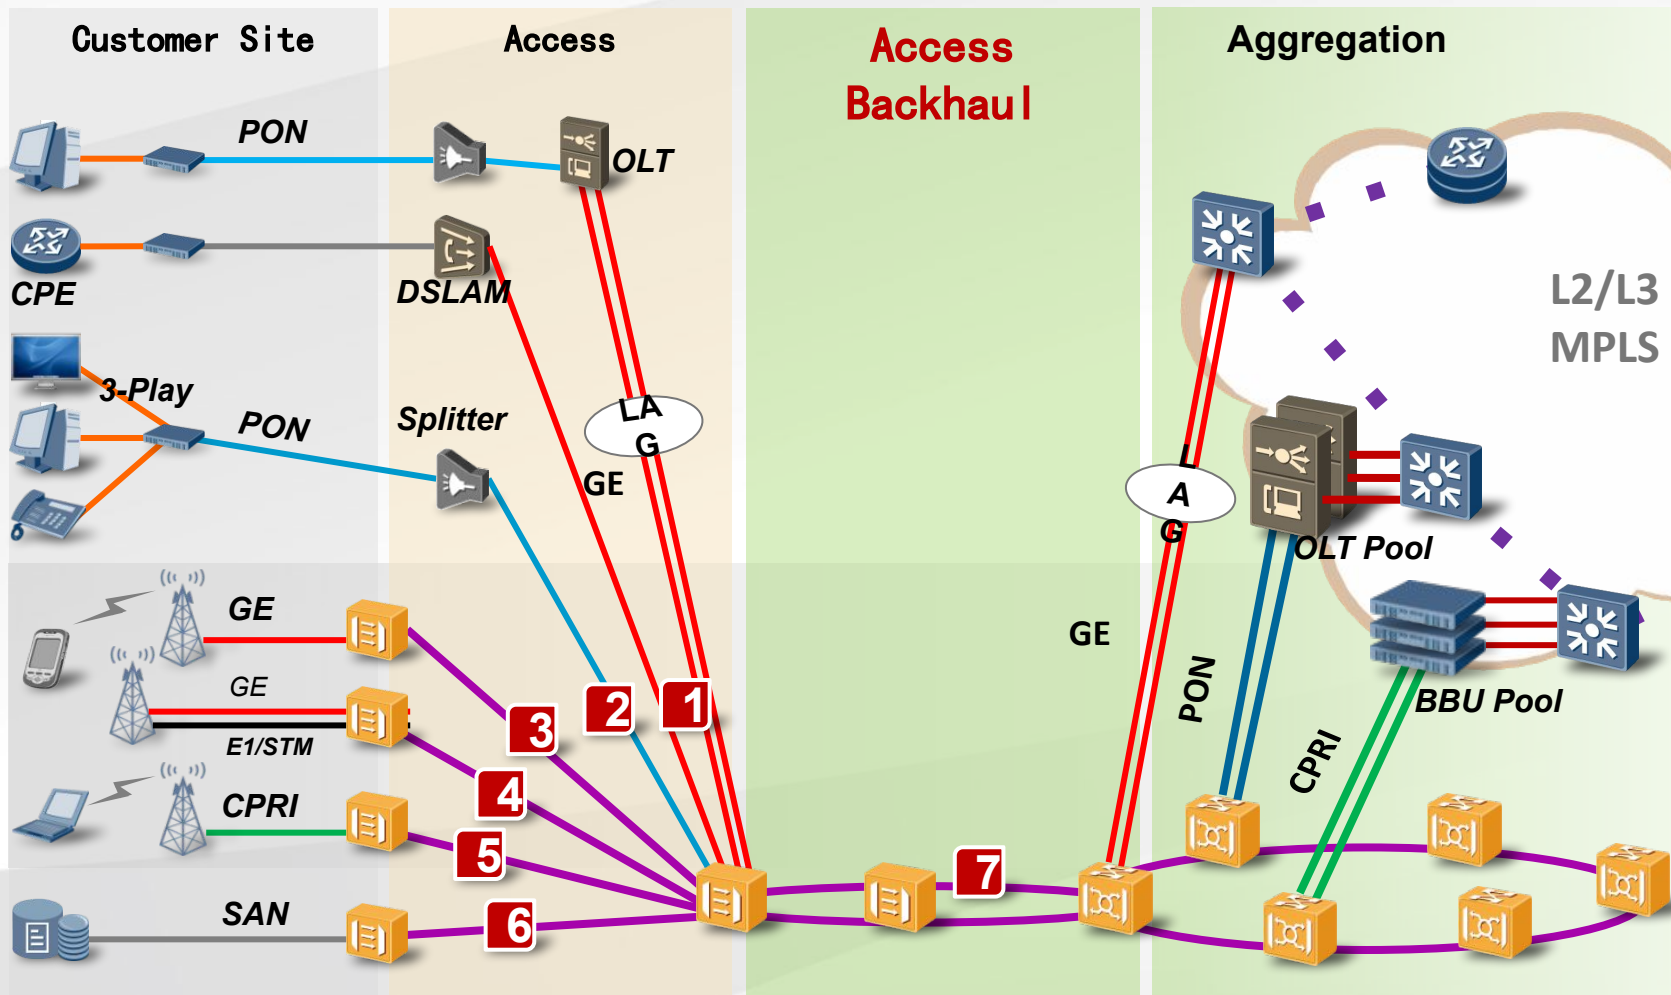 Customer Site
Access
Access
Backhaul
Aggregation
PON
OLT
CPE
DSLAM
L2/L3
MPLS
3-Play
PON
Splitter
LA
G
GE
L
A
G
OLT Pool
GE
GE
E1/STM
GE
PON
BBU Pool
CPRI
CPRI
SAN
1
2
3
4
5
6
7